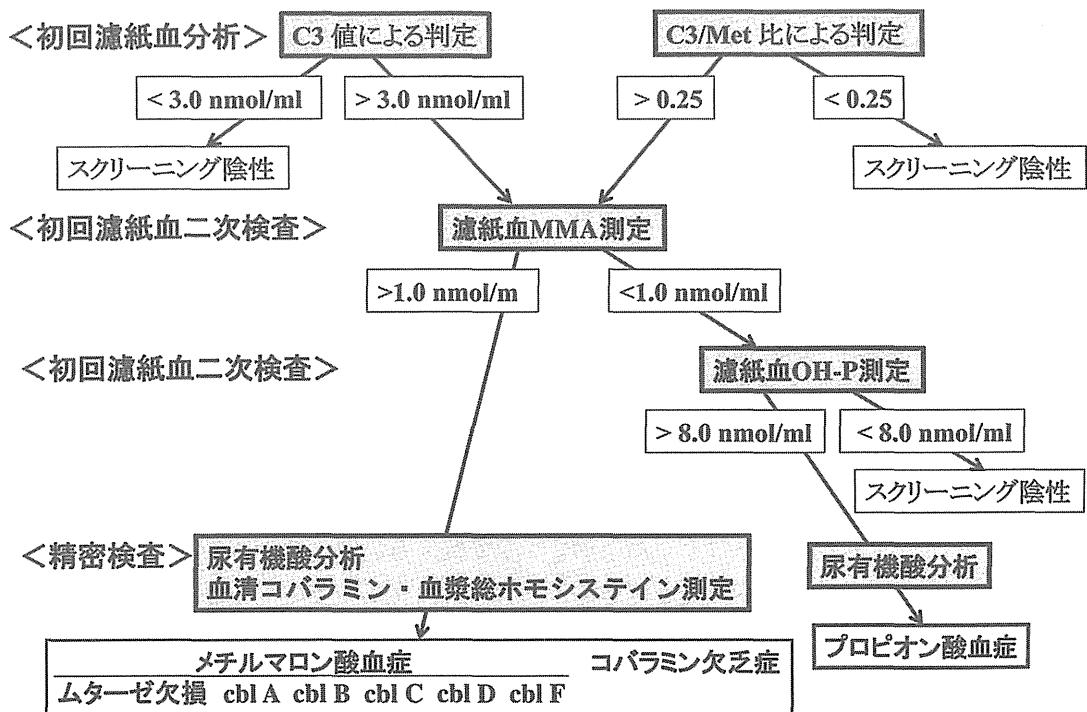 <初回濾紙血分析>
C3 値による判定
C3/Met 比による判定
< 3.0 nmol/ml
> 3.0 nmol/ml
> 0.25
< 0.25
スクリーニング陰性
スクリーニング陰性
<初回濾紙血二次検査>
濾紙血MMA測定
>1.0 nmol/m
<1.0 nmol/ml
<初回濾紙血二次検査>
濾紙血OH-P測定
> 8.0 nmol/ml
< 8.0 nmol/ml
スクリーニング陰性
<精密検査>
尿有機酸分析
血清コバラミン・血漿総ホモシステイン測定
尿有機酸分析
プロピオン酸血症
メチルマロン酸血症
コバラミン欠乏症
ムターゼ欠損 cbl A cbl B cbl C cbl D cbl F